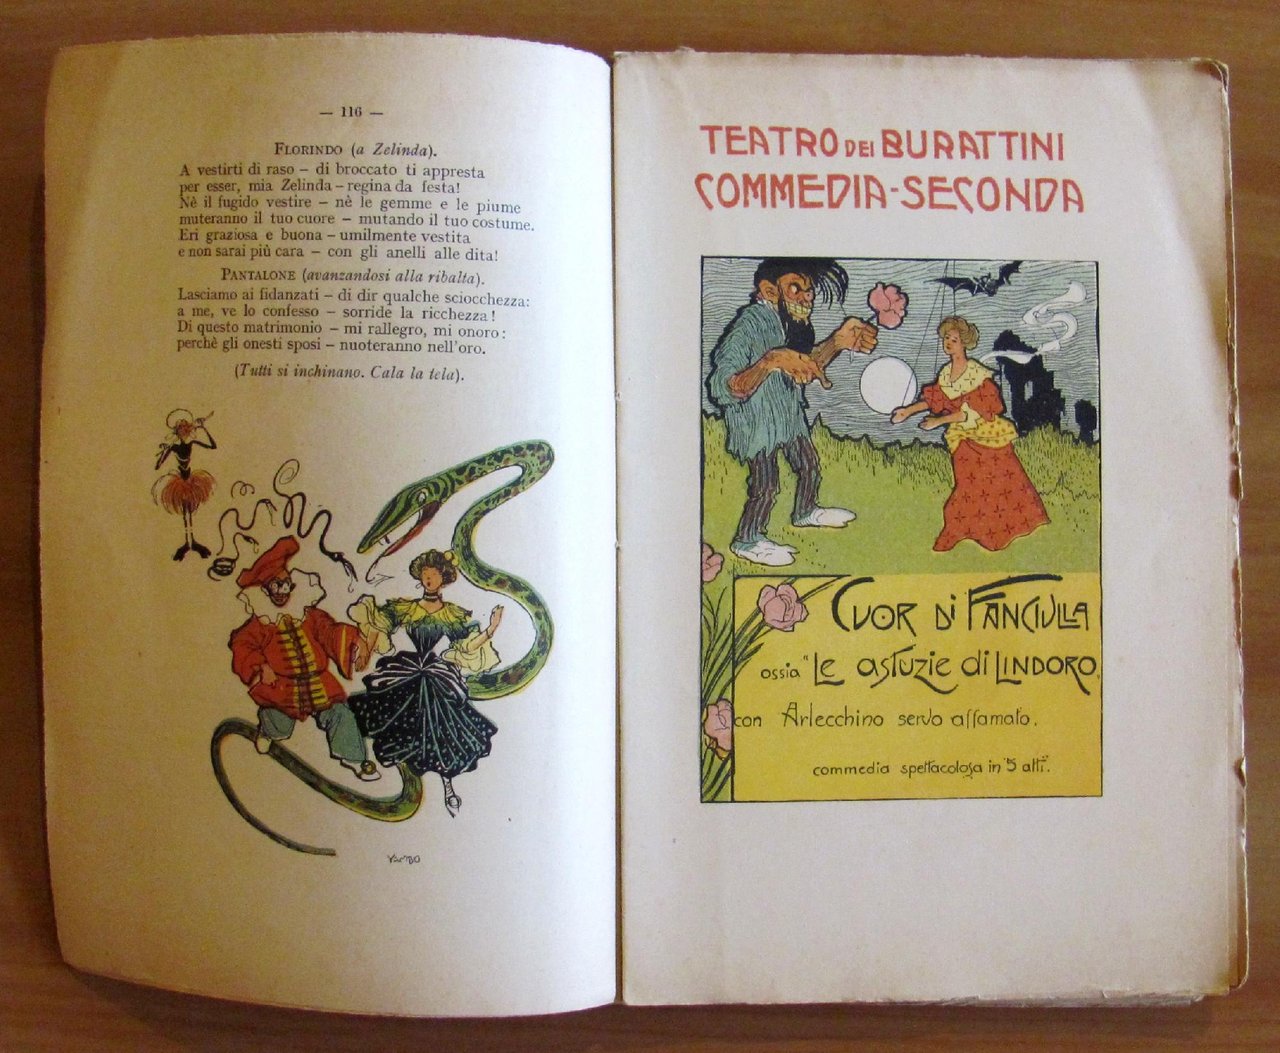 — 116 —
FLORINDO (a Zelinda).
A vestirti di raso – di broccato ti appresta
per esser, mia Zelinda – regina da festa!
Nè il fugido vestire – nè le gemme e le piume
muteranno il tuo cuore – mutando il tuo costume.
Eri graziosa e buona – umilmente vestita
e non sarai più cara – con gli anelli alle dita!
PANTALONE (avanzandosi alla ribalta).
Lasciamo ai fidanzati – di dir qualche sciocchezza:
a me, ve lo confesso – sorride la ricchezza!
Di questo matrimonio – mi rallegro, mi onoro:
perchè gli onesti sposi – nuoteranno nell'oro.
(Tutti si inchinano. Cala la tela).
YAMBO
TEATRO DEI BURATTINI
COMMEDIA-SECONDA
CUOR DI FANCIULLA
ossia "LE astuzie di LINDORO"
con Arlecchino servo affamato.
commedia spettacolosa in "5 atti".